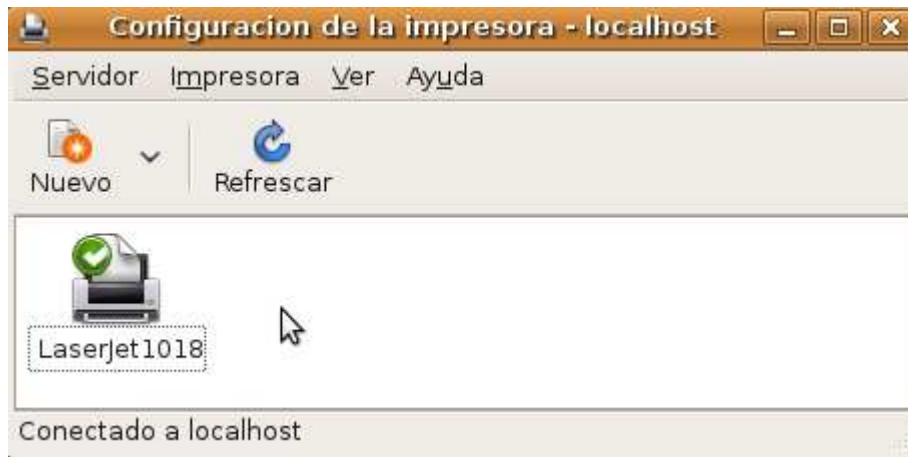 Configuracion de la impresora - localhost
Servidor Impresora Ver Ayuda
Nuevo Refrescar
LaserJet1018
Conectado a localhost